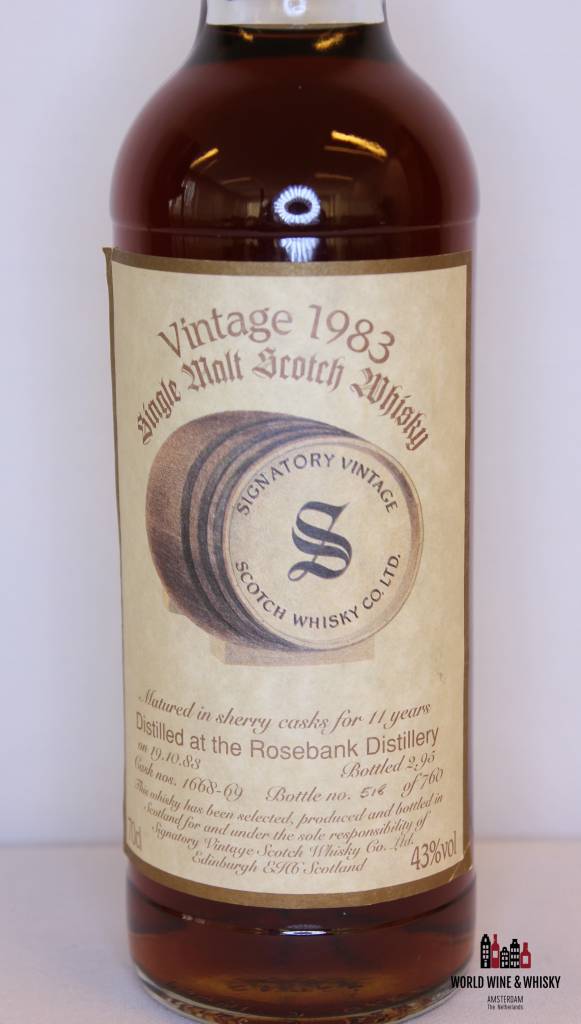 Vintage 1983
Single Malt Scotch Whisky
SIGNATORY VINTAGE
S
SCOTCH WHISKY CO. LTD.
Matured in sherry casks for 11 years
Distilled at the Rosebank Distillery
on 19.10.83 Bottled 2.95
Cask nos. 1668-69 Bottle no. 516 of 760
This whisky has been selected, produced and bottled in
Scotland for and under the sole responsibility of
Signatory Vintage Scotch Whisky Co. Ltd.
Edinburgh EH6 Scotland
70cl 43%vol
WORLD WINE & WHISKY
AMSTERDAM
The Netherlands